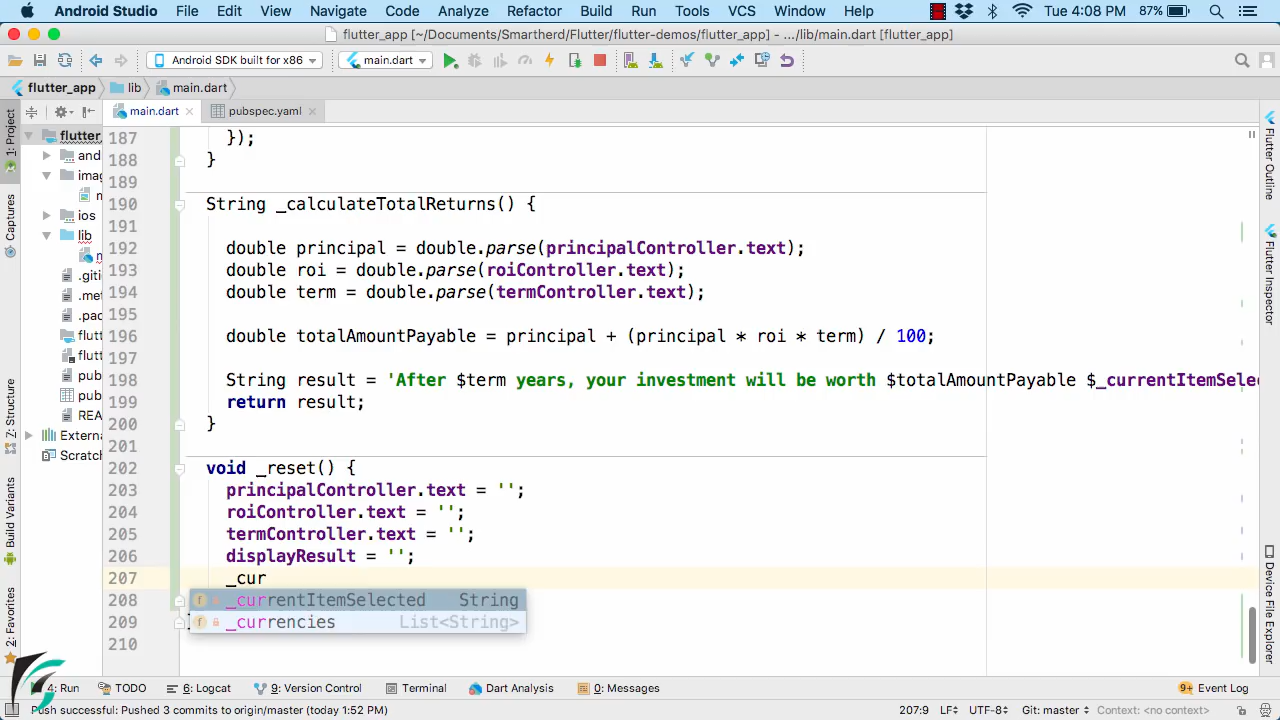 Android Studio File Edit View Navigate Code Analyze Refactor Build Run Tools VCS Window Help Tue 4:08 PM 87%
flutter_app [~/Documents/Smartherd/Flutter/flutter-demos/flutter_app] - .../lib/main.dart [flutter_app]
Android SDK built for x86 main.dart
flutter_app lib main.dart
main.dart pubspec.yaml
1: Project
Captures
7: Structure
Build Variants
2: Favorites
flutter_
and
imag
m
ios
lib
m
.giti
.met
.pac
flutt
flutt
pub
pub
REA
Externa
Scratch
187 });
188 }
189
190 String _calculateTotalReturns() {
191
192 double principal = double.parse(principalController.text);
193 double roi = double.parse(roiController.text);
194 double term = double.parse(termController.text);
195
196 double totalAmountPayable = principal + (principal * roi * term) / 100;
197
198 String result = 'After $term years, your investment will be worth $totalAmountPayable $_currentItemSele
199 return result;
200 }
201
202 void _reset() {
203 principalController.text = '';
204 roiController.text = '';
205 termController.text = '';
206 displayResult = '';
207 _cur
208 _currentItemSelected String
209 _currencies List<String>
210
Flutter Outline
Flutter Inspector
Device File Explorer
4: Run TODO 6: Logcat 9: Version Control Terminal Dart Analysis 0: Messages 9+ Event Log
Push successful: Pushed 3 commits to origin/master (today 1:52 PM) 207:9 LF÷ UTF-8÷ Git: master÷ Context: <no context>